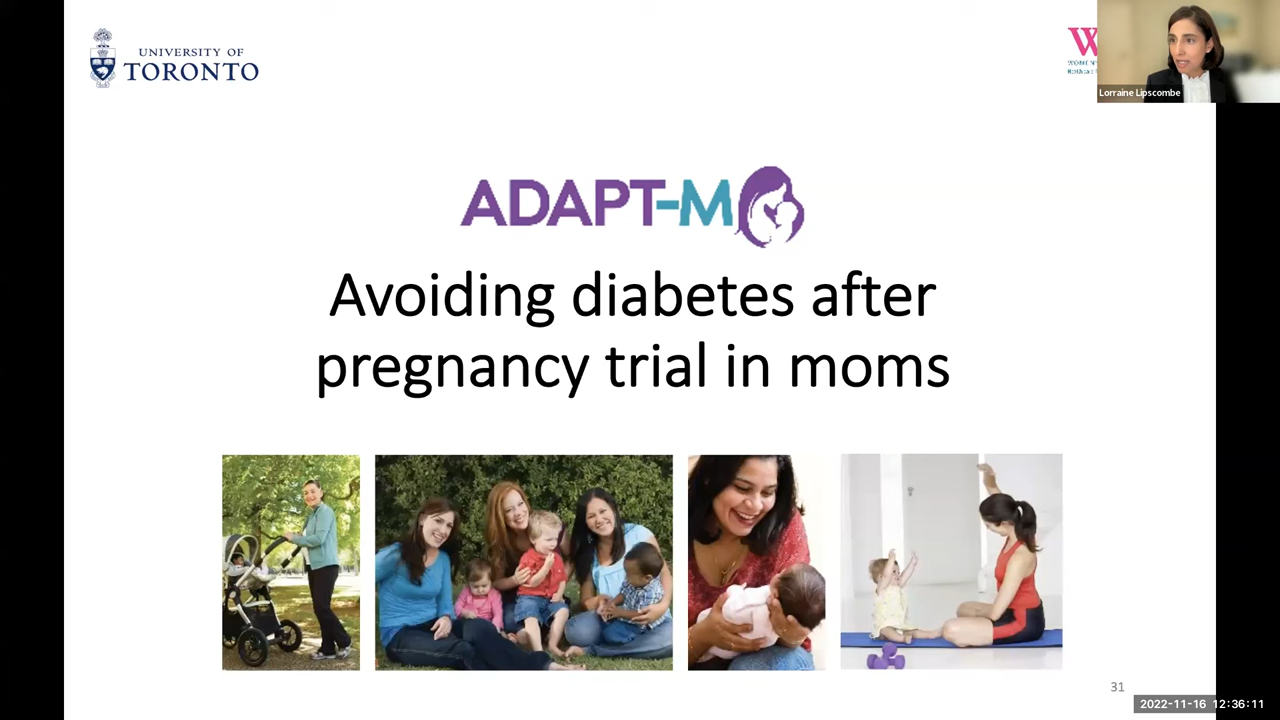 UNIVERSITY OF
TORONTO
W
Lorraine Lipscombe
ADAPT-M
Avoiding diabetes after
pregnancy trial in moms
31
2022-11-16 12:36:11